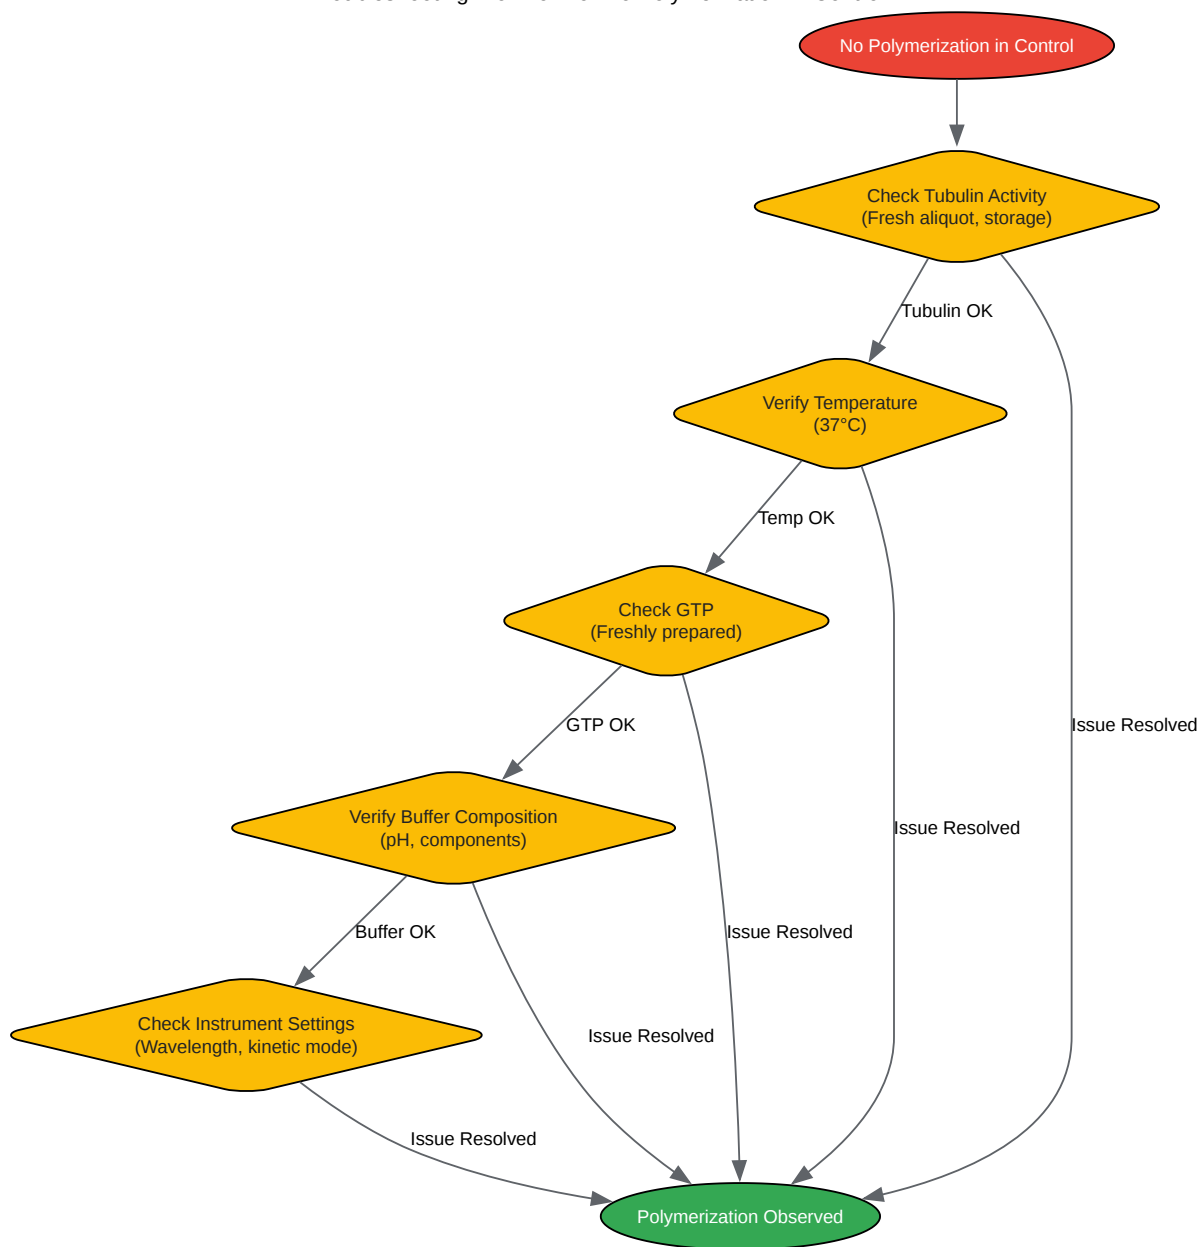 No Polymerization in Control
Check Tubulin Activity
(Fresh aliquot, storage)
Tubulin OK
Verify Temperature
(37°C)
Temp OK
Check GTP
(Freshly prepared)
GTP OK
Issue Resolved
Verify Buffer Composition
(pH, components)
Issue Resolved
Buffer OK
Issue Resolved
Check Instrument Settings
(Wavelength, kinetic mode)
Issue Resolved
Issue Resolved
Polymerization Observed